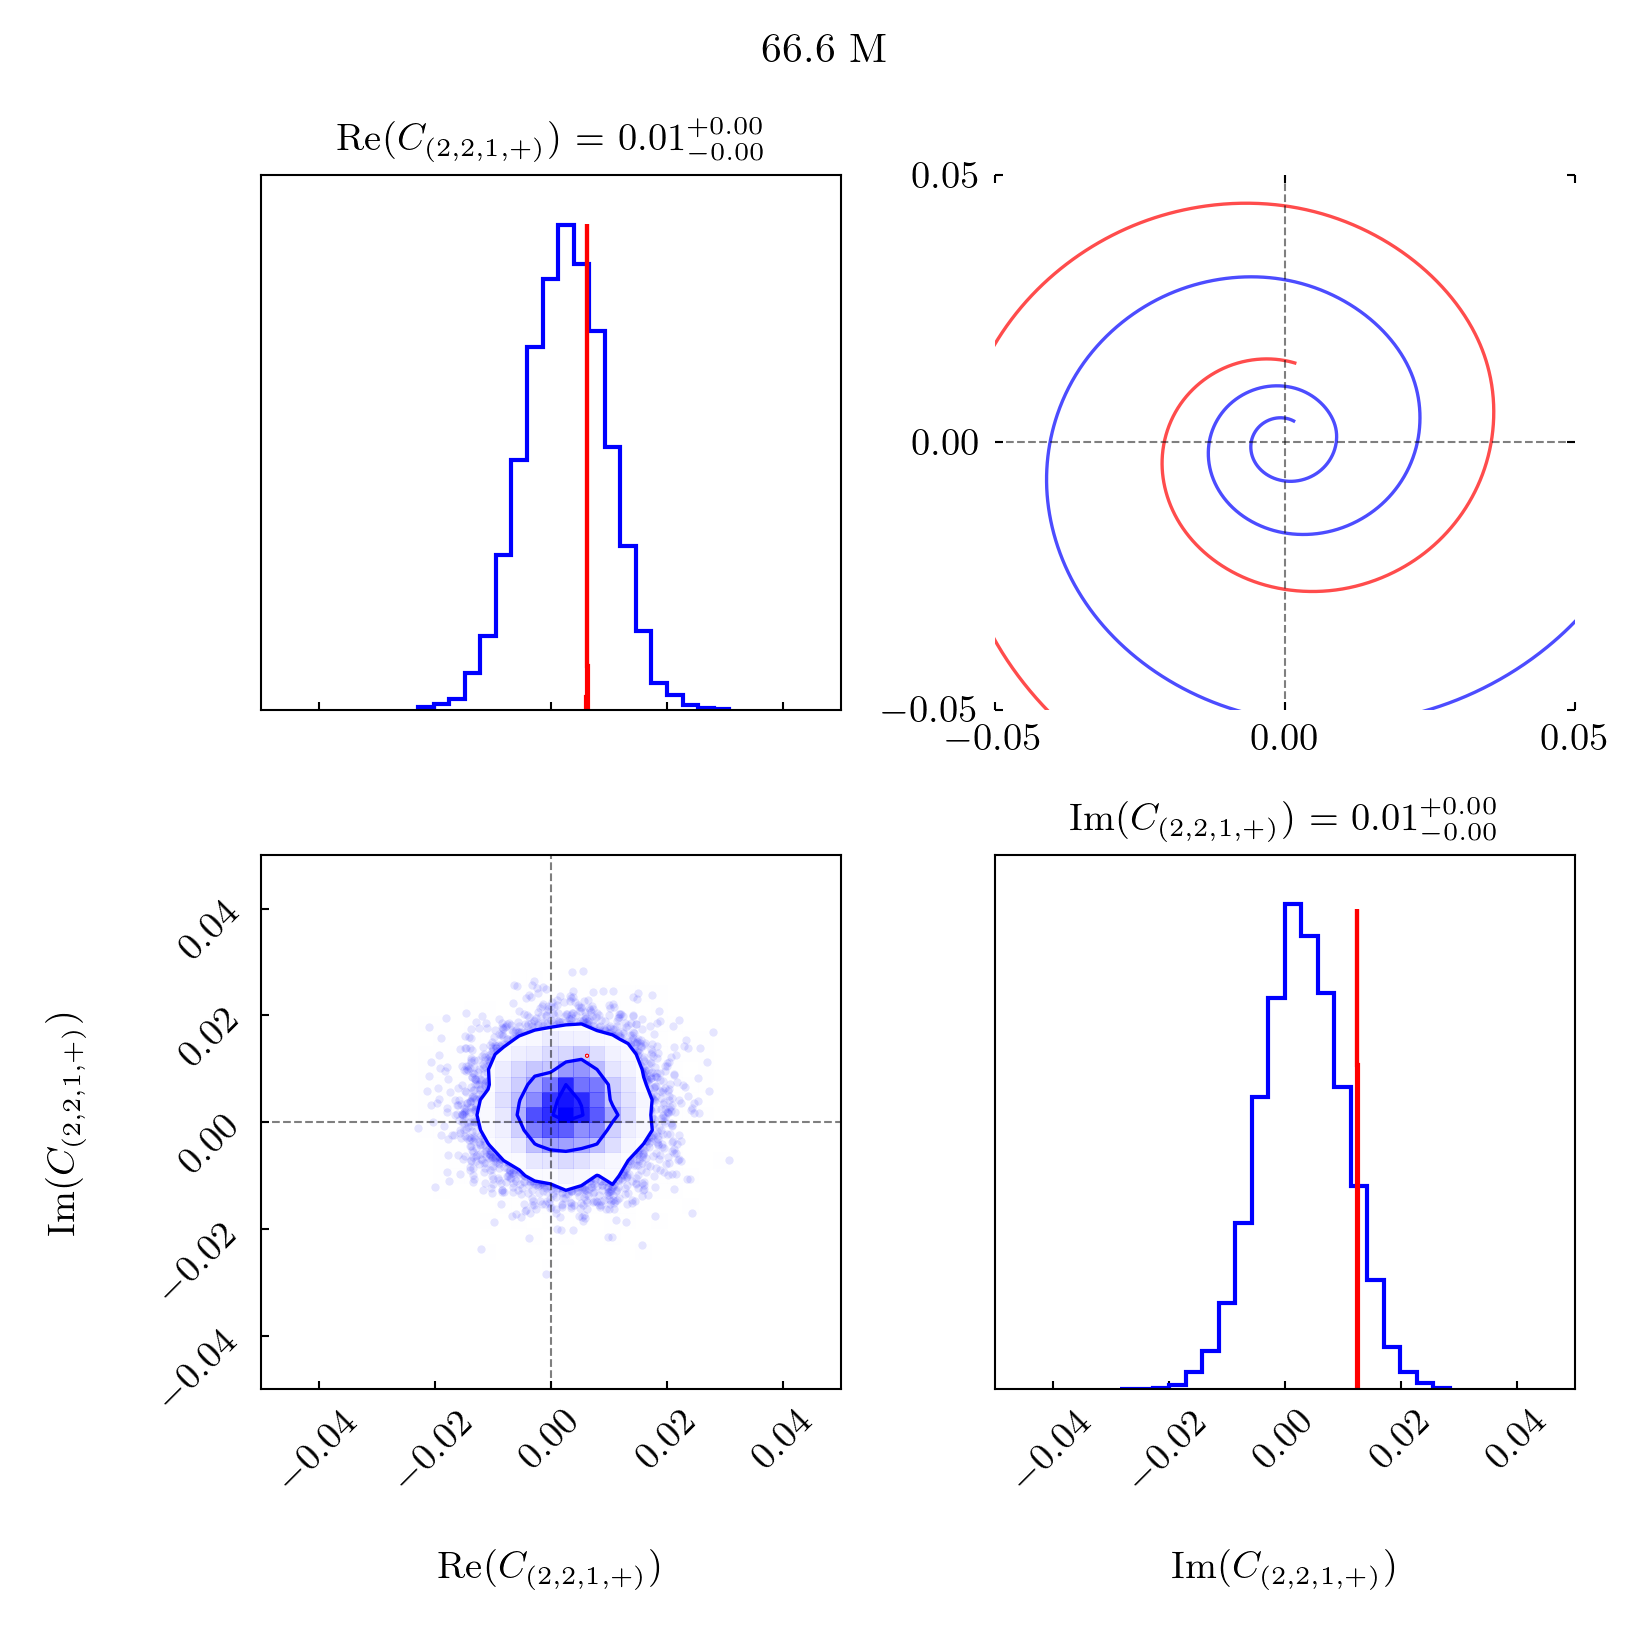 66.6 M
Re(C₍₂,₂,₁,₊₎) = 0.01⁺⁰·⁰⁰₋₀.₀₀
0.05
0.00
−0.05
−0.05 0.00 0.05
Im(C₍₂,₂,₁,₊₎) = 0.01⁺⁰·⁰⁰₋₀.₀₀
0.04
0.02
0.00
−0.02
−0.04
Im(C₍₂,₂,₁,₊₎)
−0.04 −0.02 0.00 0.02 0.04
−0.04 −0.02 0.00 0.02 0.04
Re(C₍₂,₂,₁,₊₎)
Im(C₍₂,₂,₁,₊₎)